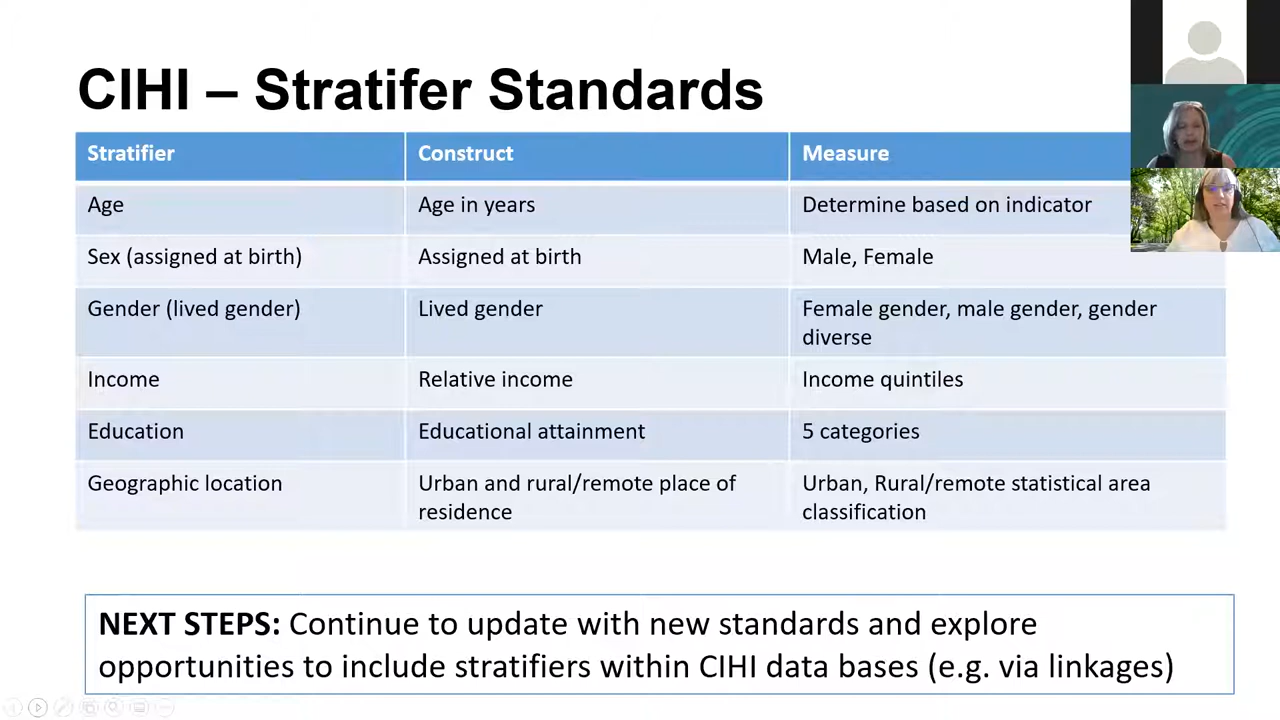 CIHI – Stratifer Standards
Stratifier Construct Measure
Age Age in years Determine based on indicator
Sex (assigned at birth) Assigned at birth Male, Female
Gender (lived gender) Lived gender Female gender, male gender, gender
diverse
Income Relative income Income quintiles
Education Educational attainment 5 categories
Geographic location Urban and rural/remote place of Urban, Rural/remote statistical area
residence classification
NEXT STEPS: Continue to update with new standards and explore
opportunities to include stratifiers within CIHI data bases (e.g. via linkages)